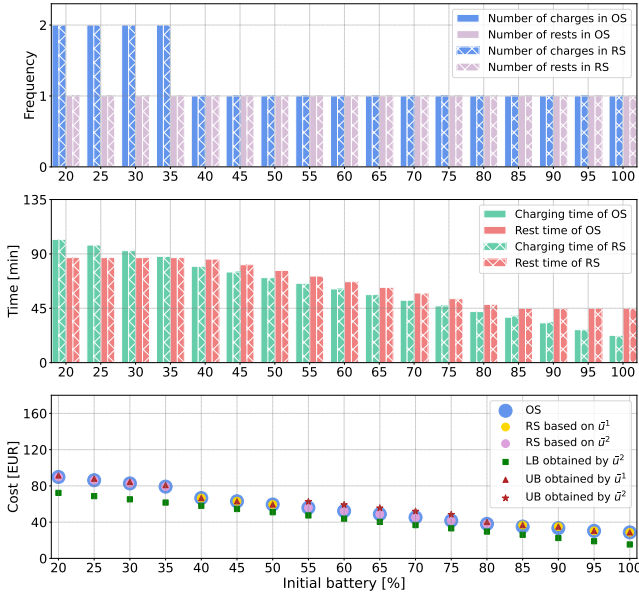 2
1
0
Frequency
Number of charges in OS
Number of rests in OS
Number of charges in RS
Number of rests in RS
20 25 30 35 40 45 50 55 60 65 70 75 80 85 90 95 100
135
90
45
0
Time [min]
Charging time of OS
Rest time of OS
Charging time of RS
Rest time of RS
20 25 30 35 40 45 50 55 60 65 70 75 80 85 90 95 100
160
120
80
40
0
Cost [EUR]
OS
RS based on ū¹
RS based on ū²
LB obtained by ū²
UB obtained by ū¹
UB obtained by ū²
20 25 30 35 40 45 50 55 60 65 70 75 80 85 90 95 100
Initial battery [%]